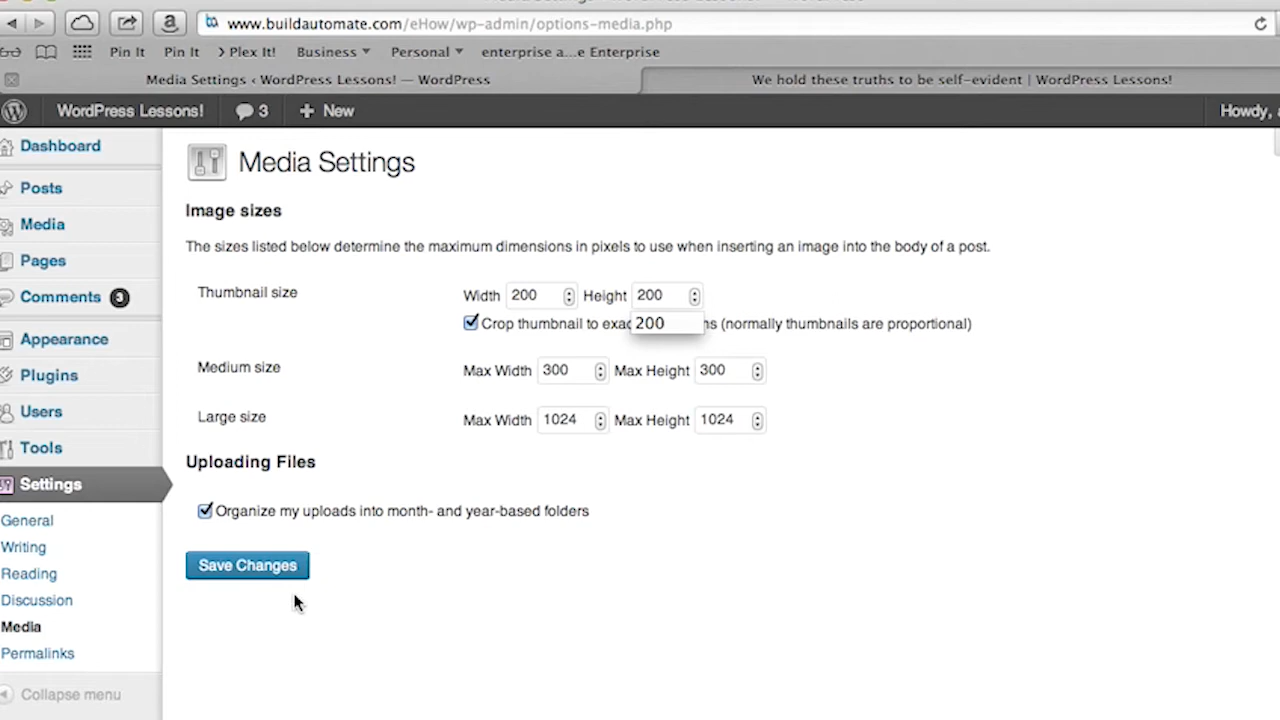 www.buildautomate.com/eHow/wp-admin/options-media.php
Pin It Pin It > Plex It! Business Personal enterprise a...e Enterprise
Media Settings ‹ WordPress Lessons! — WordPress We hold these truths to be self-evident | WordPress Lessons!
WordPress Lessons! 3 + New Howdy,
Dashboard
Posts
Media
Pages
Comments 3
Appearance
Plugins
Users
Tools
Settings
General
Writing
Reading
Discussion
Media
Permalinks
Collapse menu
Media Settings
Image sizes
The sizes listed below determine the maximum dimensions in pixels to use when inserting an image into the body of a post.
Thumbnail size Width 200 Height 200
Crop thumbnail to exac 200 ns (normally thumbnails are proportional)
Medium size Max Width 300 Max Height 300
Large size Max Width 1024 Max Height 1024
Uploading Files
Organize my uploads into month- and year-based folders
Save Changes